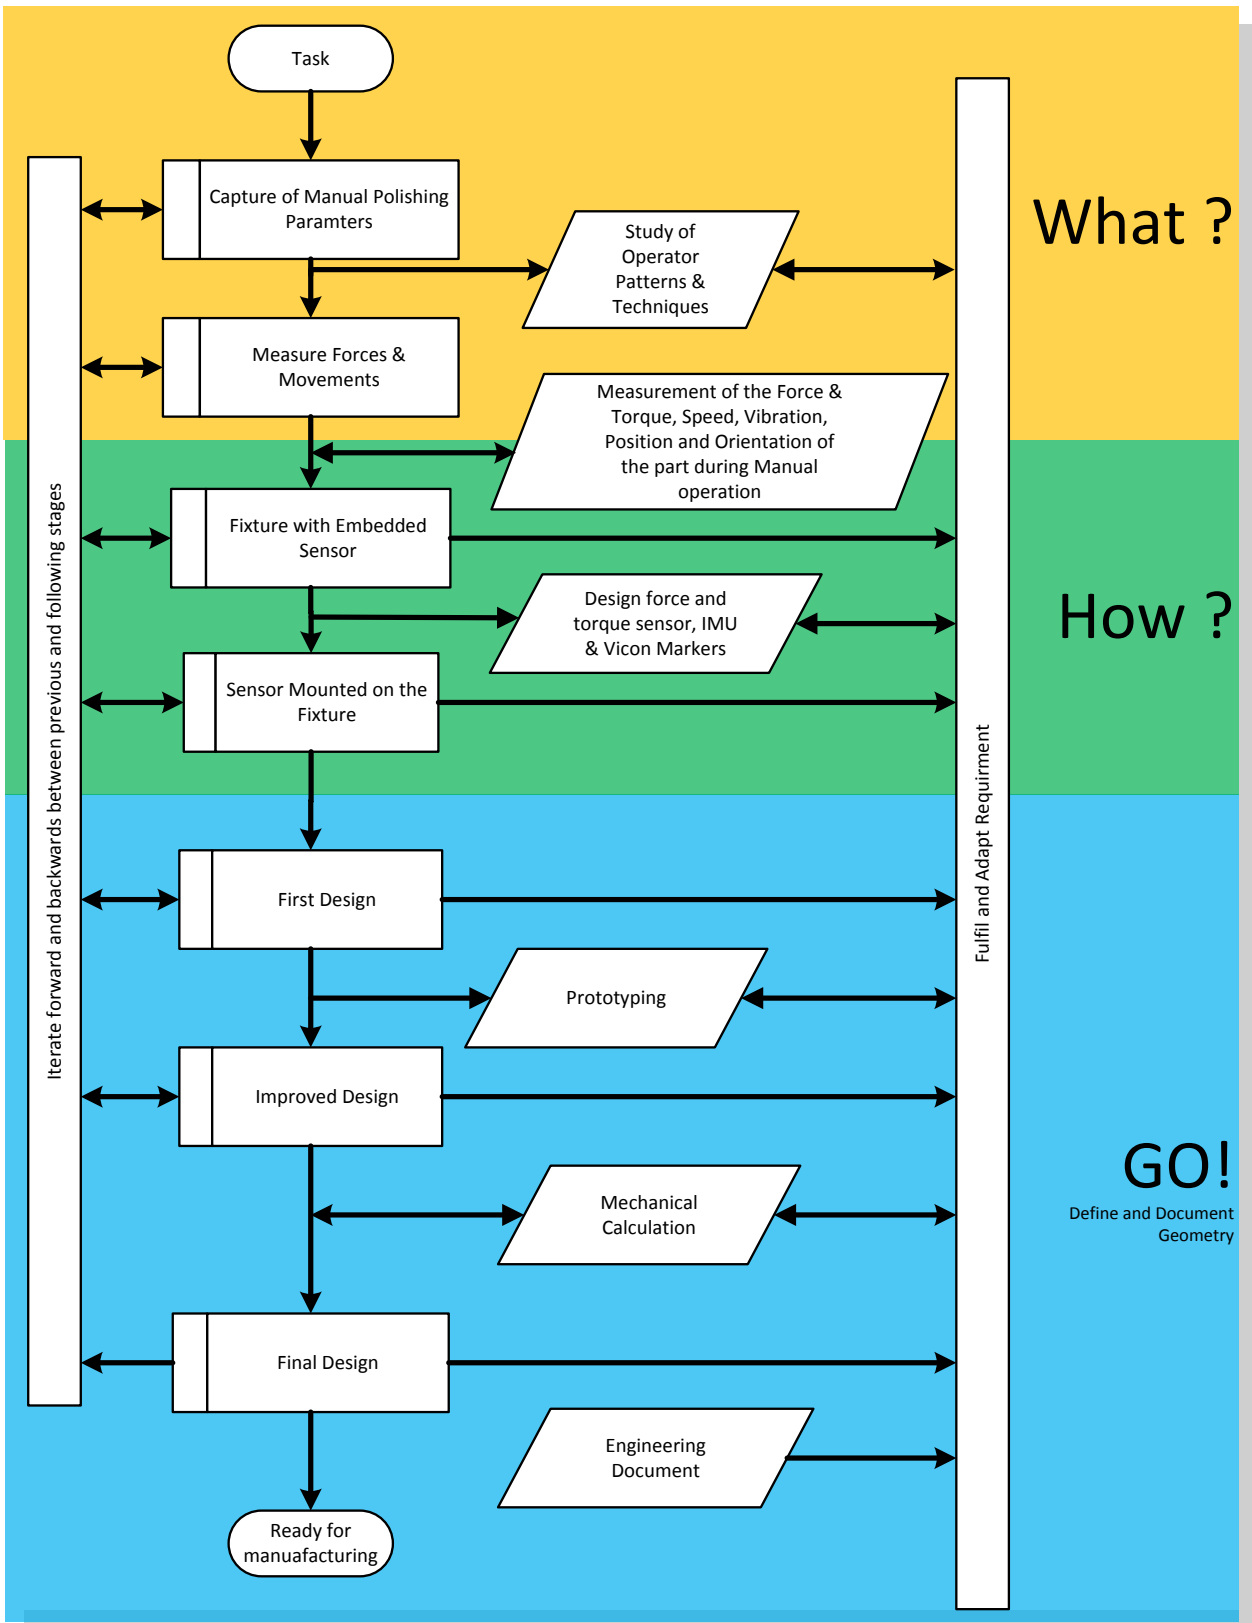 Task
Capture of Manual Polishing
Paramters
What ?
Study of
Operator
Patterns &
Techniques
Measure Forces &
Movements
Measurement of the Force &
Torque, Speed, Vibration,
Position and Orientation of
the part during Manual
operation
Iterate forward and backwards between previous and following stages
Fixture with Embedded
Sensor
Design force and
torque sensor, IMU
& Vicon Markers
How ?
Sensor Mounted on the
Fixture
Fulfil and Adapt Requirment
First Design
Prototyping
Improved Design
GO!
Define and Document
Geometry
Mechanical
Calculation
Final Design
Engineering
Document
Ready for
manuafacturing